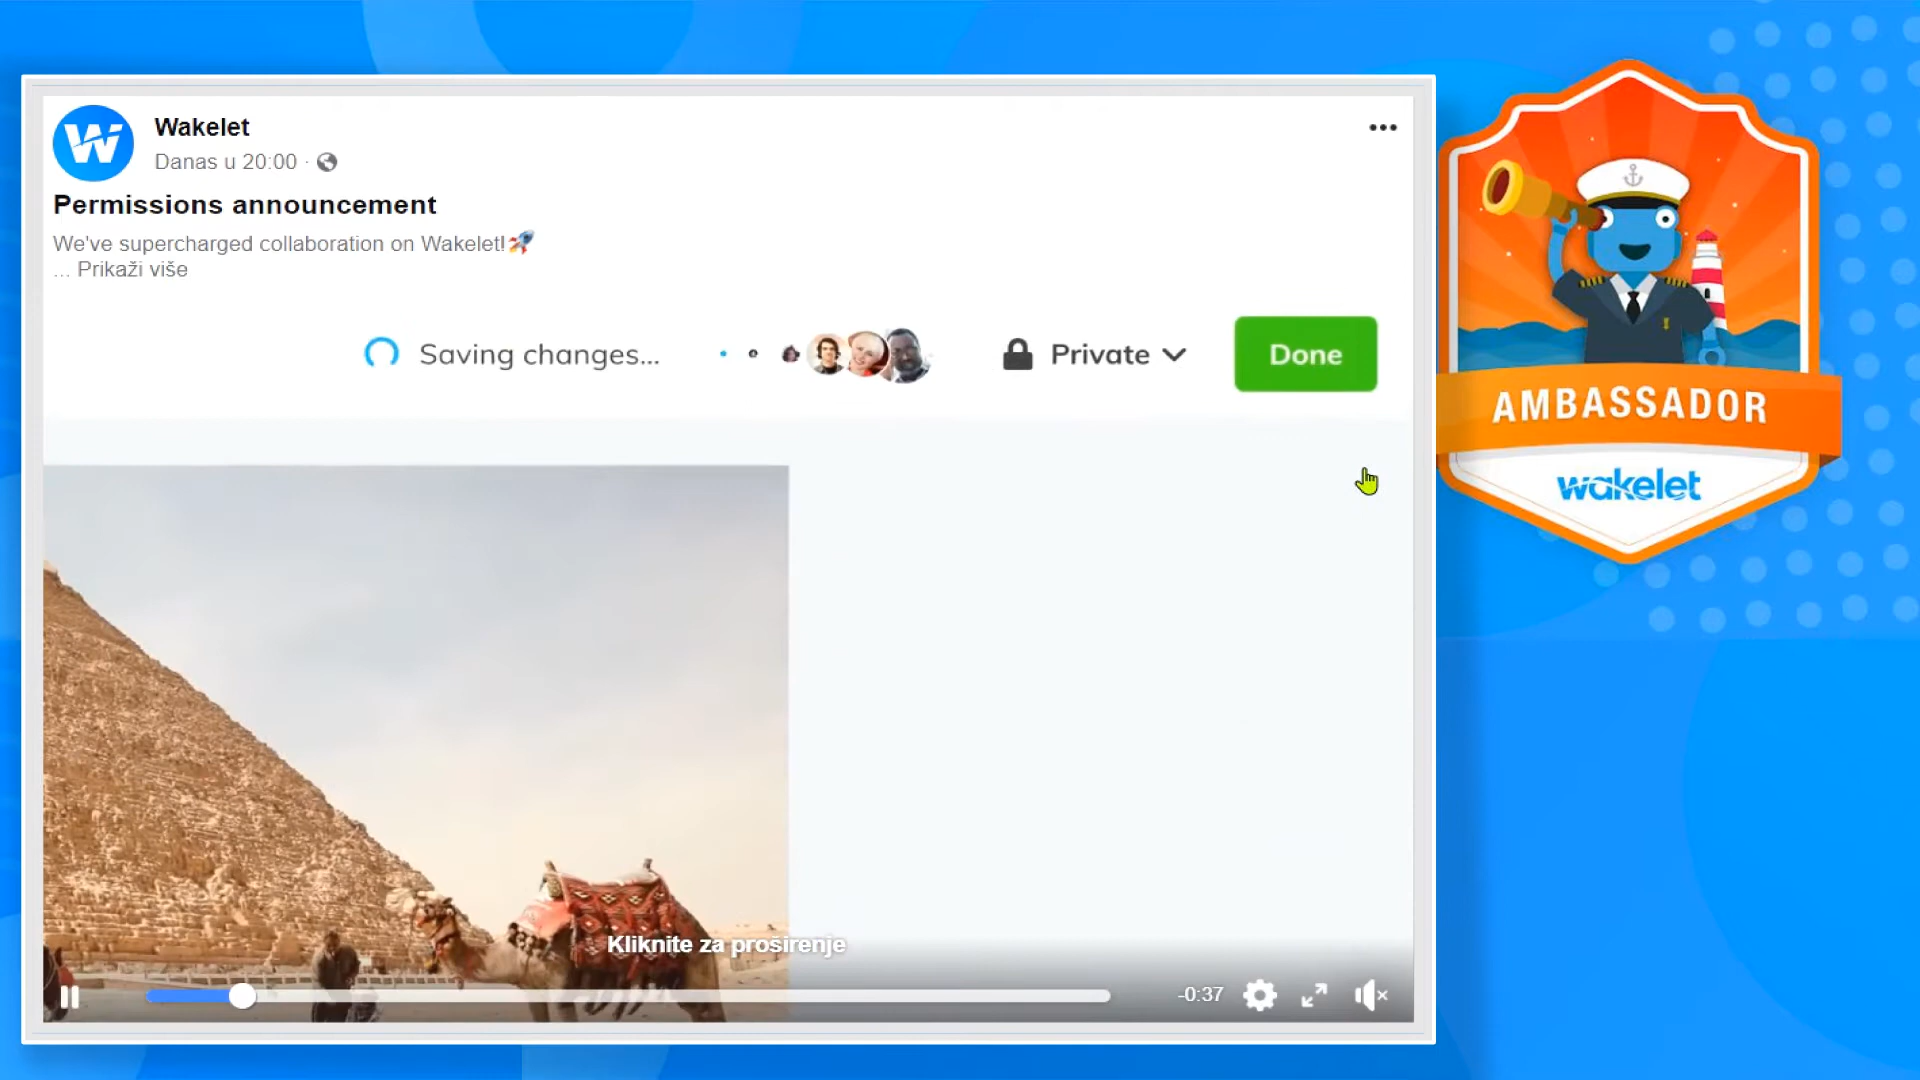 Wakelet
Danas u 20:00 ·
Permissions announcement
We've supercharged collaboration on Wakelet!🚀
... Prikaži više
Saving changes...
Private
Done
AMBASSADOR
wakelet
Kliknite za proširenje
-0:37